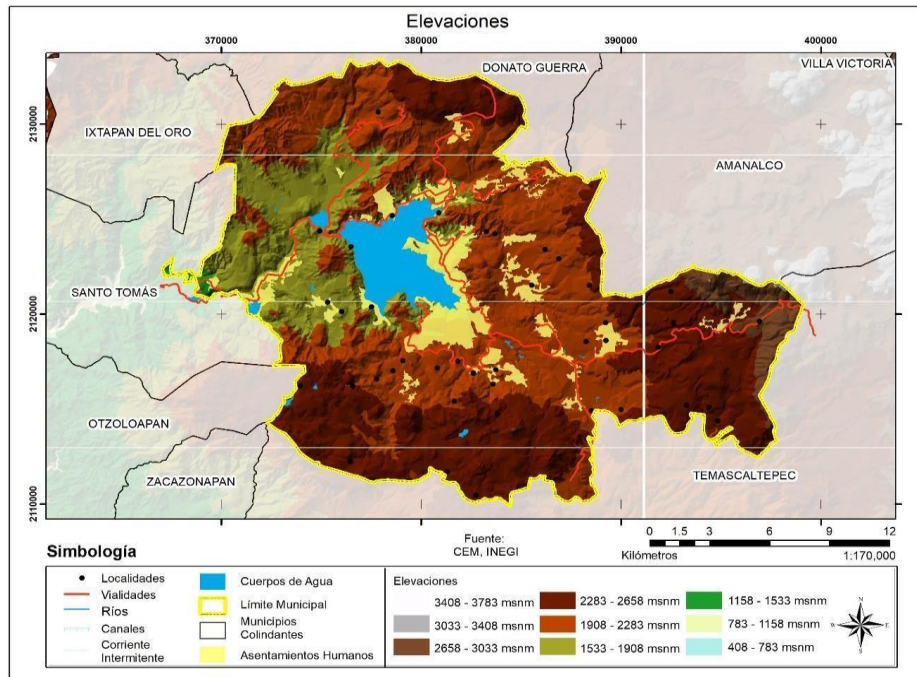 Elevaciones
370000
380000
390000
400000
DONATO GUERRA
VILLA VICTORIA
2130000
IXTAPAN DEL ORO
AMANALCO
SANTO TOMÁS
2120000
OTZOLOAPAN
ZACAZONAPAN
TEMASCALTEPEC
2110000
Simbología
Fuente:
CEM, INEGI
0 1.5 3 6 9 12
Kilómetros
1:170,000
Localidades
Vialidades
Ríos
Canales
Corriente
Intermitente
Cuerpos de Agua
Límite Municipal
Municipios
Colindantes
Asentamientos Humanos
Elevaciones
3408 - 3783 msnm
3033 - 3408 msnm
2658 - 3033 msnm
2283 - 2658 msnm
1908 - 2283 msnm
1533 - 1908 msnm
1158 - 1533 msnm
783 - 1158 msnm
408 - 783 msnm
N